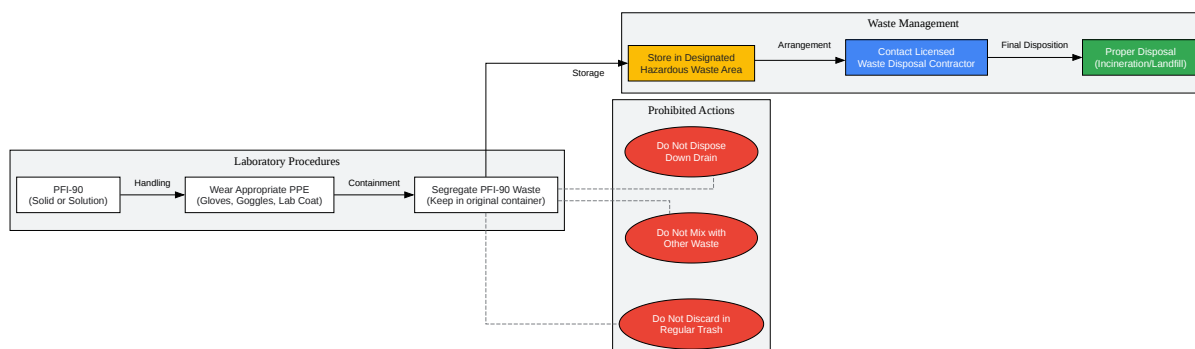 Waste Management
Store in Designated
Hazardous Waste Area
Arrangement
Contact Licensed
Waste Disposal Contractor
Final Disposition
Proper Disposal
(Incineration/Landfill)
Storage
Prohibited Actions
Do Not Dispose
Down Drain
Do Not Mix with
Other Waste
Do Not Discard in
Regular Trash
Laboratory Procedures
PFI-90
(Solid or Solution)
Handling
Wear Appropriate PPE
(Gloves, Goggles, Lab Coat)
Containment
Segregate PFI-90 Waste
(Keep in original container)